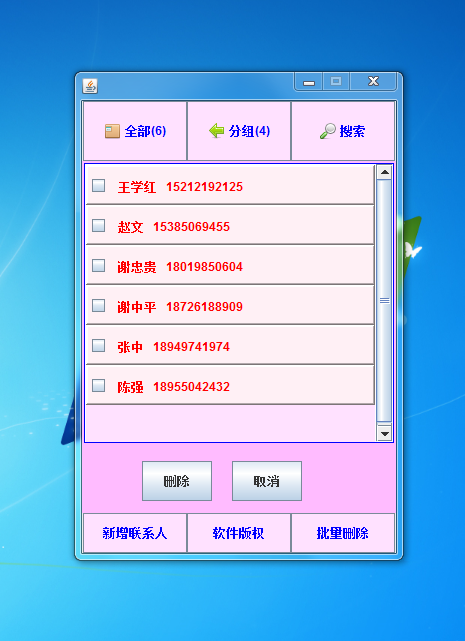 全部(6) 分组(4) 搜索
王学红 15212192125
赵文 15385069455
谢忠贵 18019850604
谢中平 18726188909
张中 18949741974
陈强 18955042432
删除 取消
新增联系人 软件版权 批量删除